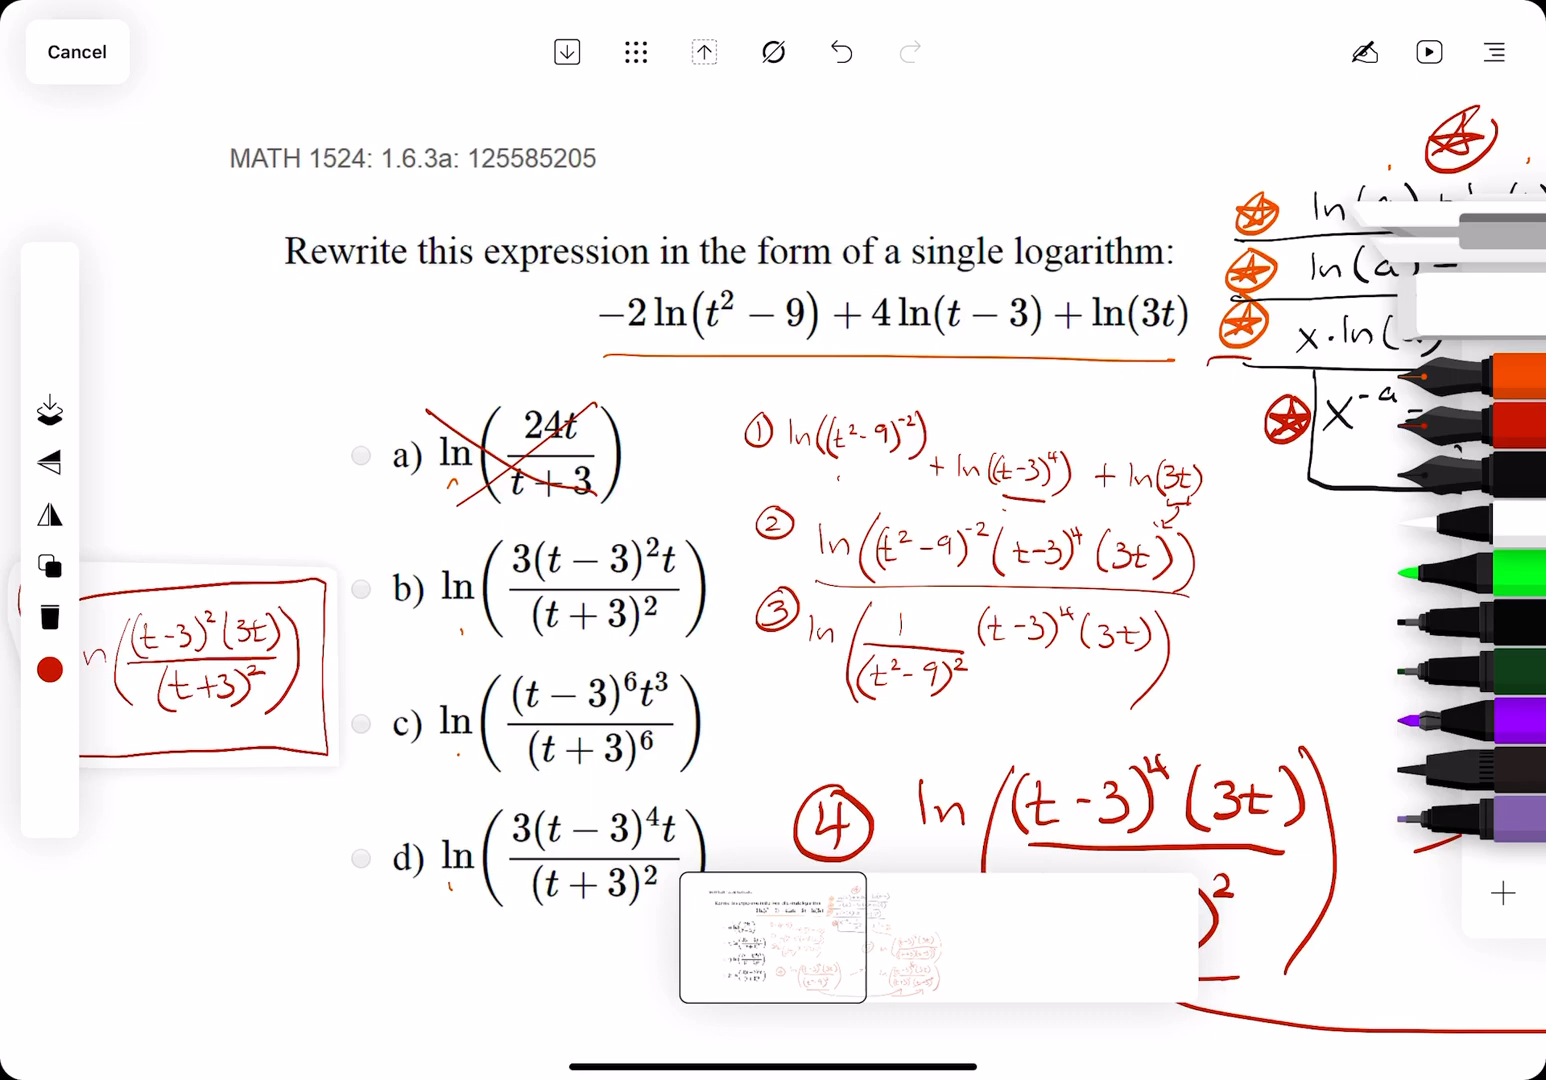 Cancel
MATH 1524: 1.6.3a: 125585205
Rewrite this expression in the form of a single logarithm:
−2 ln(t² − 9) + 4 ln(t − 3) + ln(3t)
ln(a)
ln(a) −
x·ln(
x⁻ᵃ =
a) ln(24t / (t + 3))
b) ln(3(t − 3)²t / (t + 3)²)
c) ln((t − 3)⁶t³ / (t + 3)⁶)
d) ln(3(t − 3)⁴t / (t + 3)²)
① ln((t² - 9)⁻²)
+ ln((t-3)⁴) + ln(3t)
② ln((t² - 9)⁻² (t-3)⁴ (3t))
③ ln(1 / (t² - 9)² (t-3)⁴ (3t))
n((t-3)² (3t) / (t+3)²)
④ ln((t-3)⁴ (3t)
)²